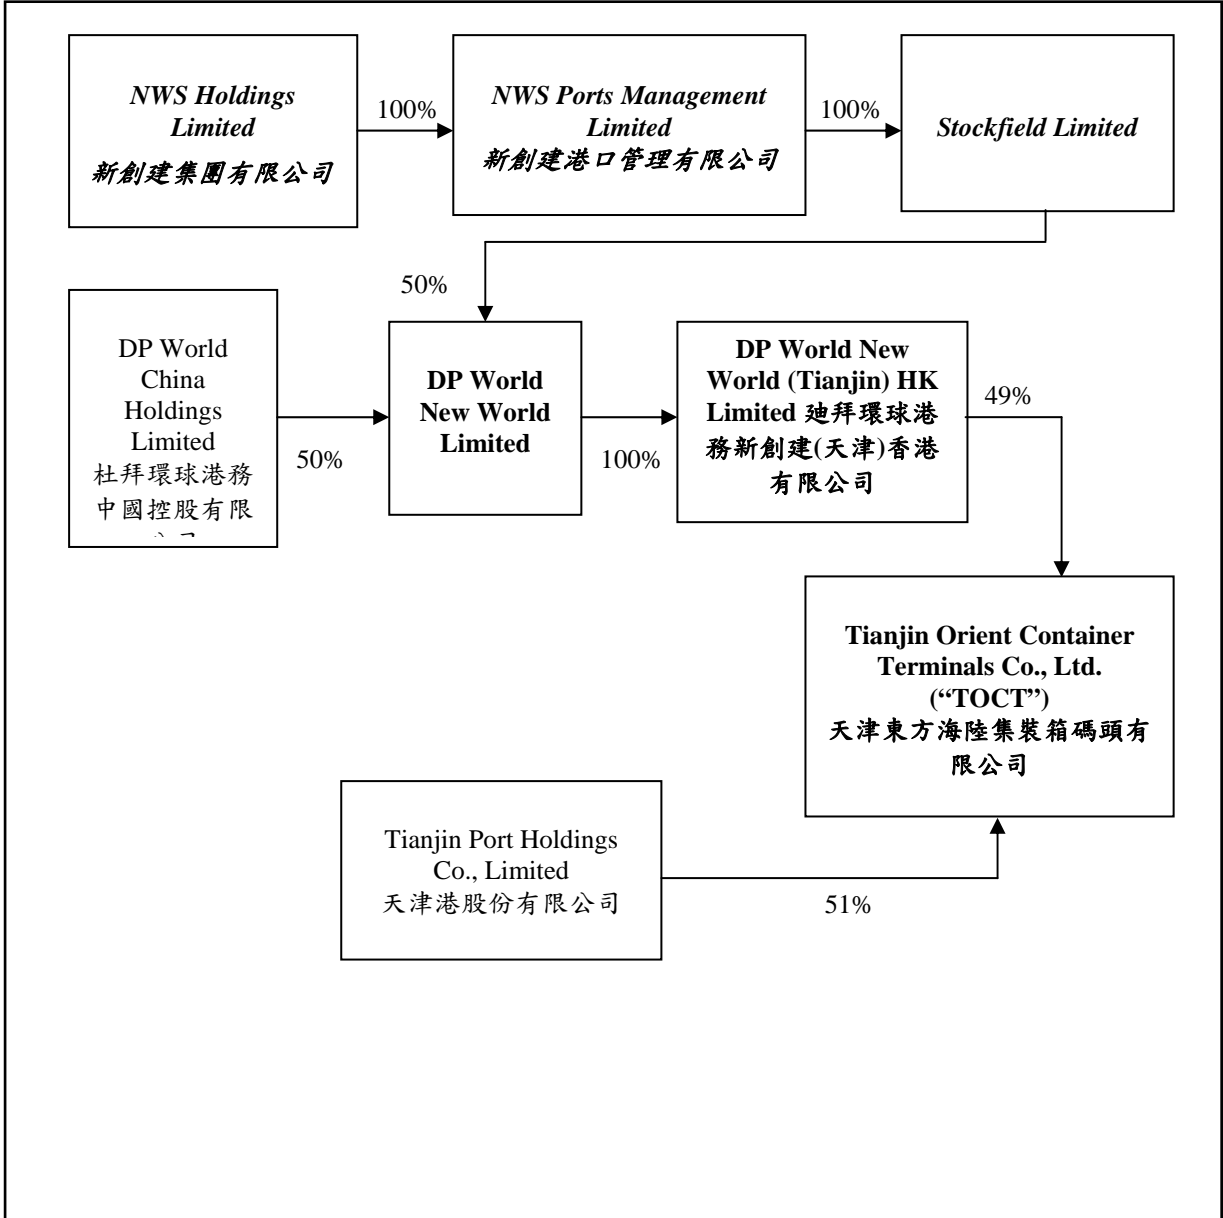 NWS Holdings
Limited
新創建集團有限公司
100%
NWS Ports Management
Limited
新創建港口管理有限公司
100%
Stockfield Limited
50%
DP World
China
Holdings
Limited
杜拜環球港務
中國控股有限
50%
DP World
New World
Limited
100%
DP World New
World (Tianjin) HK
Limited 廸拜環球港
務新創建(天津)香港
有限公司
49%
Tianjin Orient Container
Terminals Co., Ltd.
(“TOCT”)
天津東方海陸集裝箱碼頭有
限公司
Tianjin Port Holdings
Co., Limited
天津港股份有限公司
51%